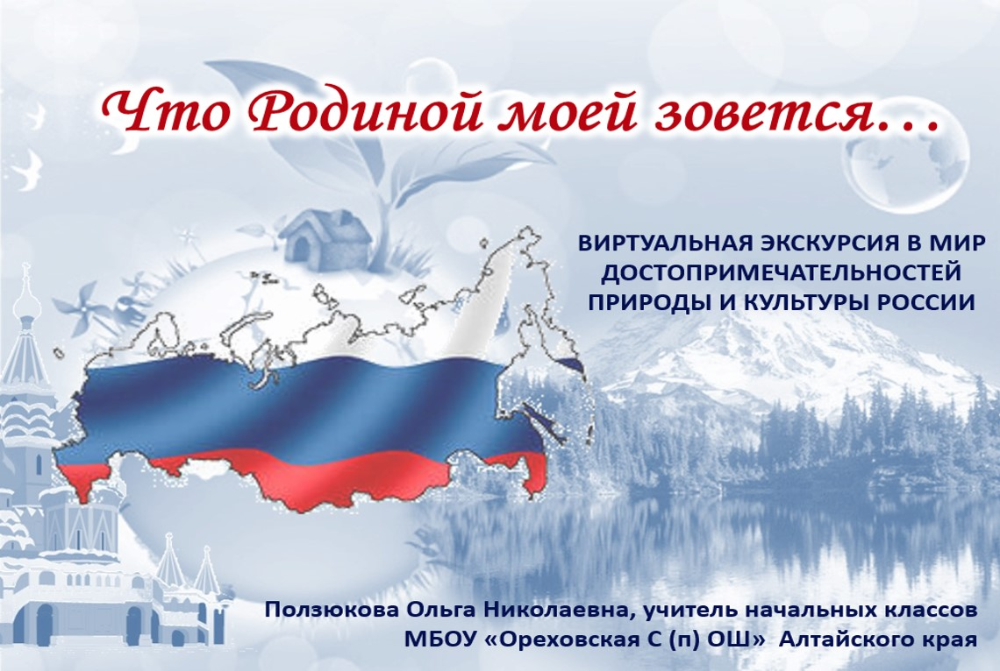 Что Родиной моей зовется…
ВИРТУАЛЬНАЯ ЭКСКУРСИЯ В МИР
ДОСТОПРИМЕЧАТЕЛЬНОСТЕЙ
ПРИРОДЫ И КУЛЬТУРЫ РОССИИ
Ползюкова Ольга Николаевна, учитель начальных классов
МБОУ «Ореховская С (п) ОШ» Алтайского края